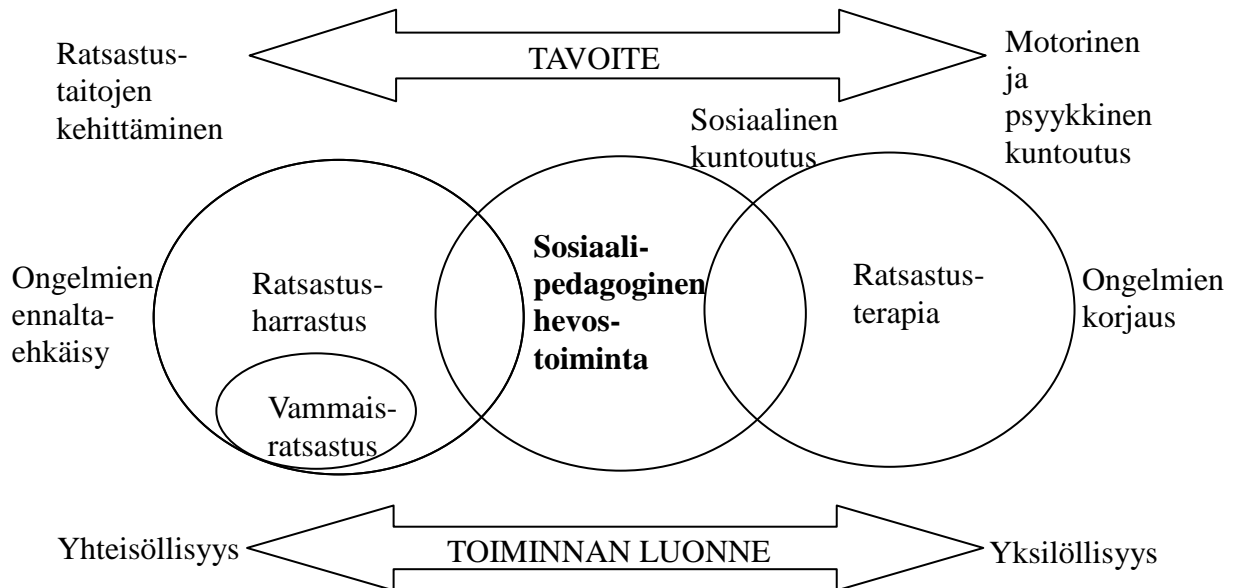 Ratsastus-
taitojen
kehittäminen
TAVOITE
Motorinen
ja
psyykkinen
kuntoutus
Sosiaalinen
kuntoutus
Ongelmien
ennalta-
ehkäisy
Ratsastus-
harrastus
Vammais-
ratsastus
Sosiaali-
pedagoginen
hevos-
toiminta
Ratsastus-
terapia
Ongelmien
korjaus
Yhteisöllisyys
TOIMINNAN LUONNE
Yksilöllisyys